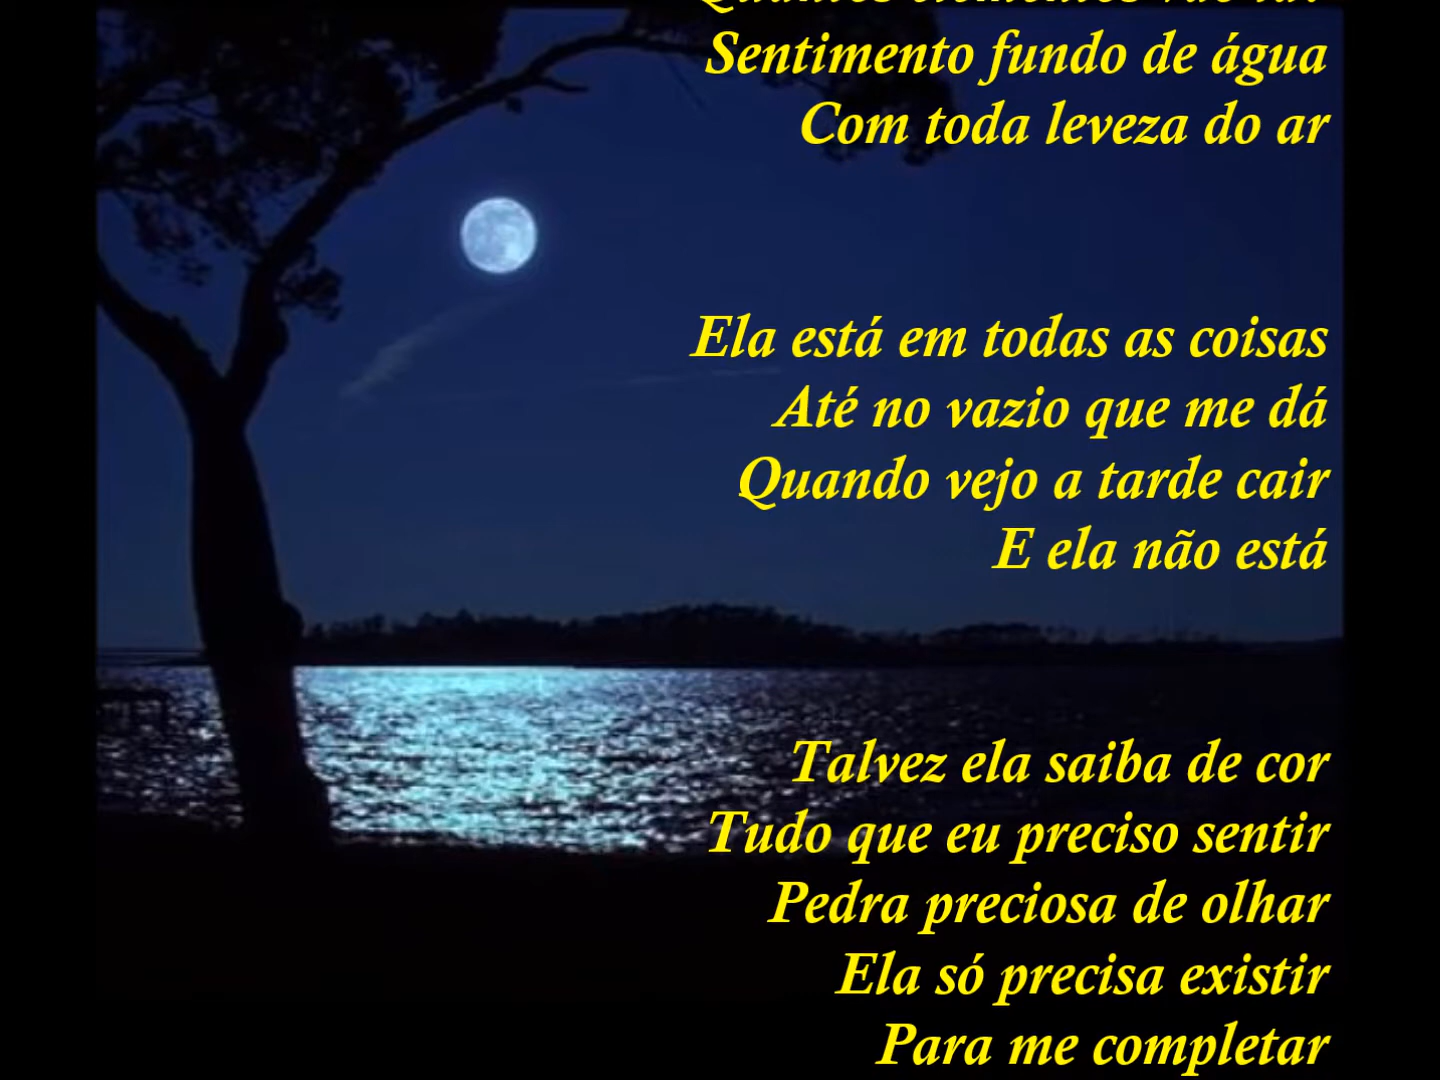 Sentimento fundo de água
Com toda leveza do ar
Ela está em todas as coisas
Até no vazio que me dá
Quando vejo a tarde cair
E ela não está
Talvez ela saiba de cor
Tudo que eu preciso sentir
Pedra preciosa de olhar
Ela só precisa existir
Para me completar